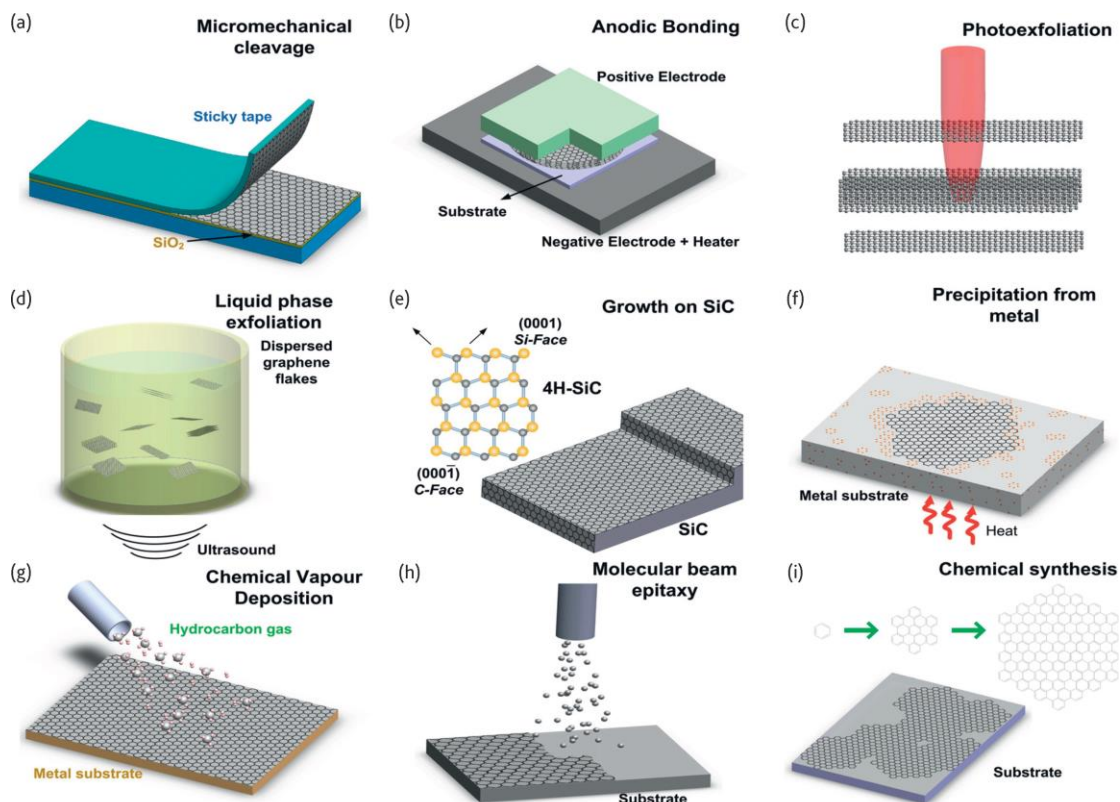 (a)
Micromechanical
cleavage
Sticky tape
SiO₂
(b)
Anodic Bonding
Positive Electrode
Substrate
Negative Electrode + Heater
(c)
Photoexfoliation
(d)
Liquid phase
exfoliation
Dispersed
graphene
flakes
Ultrasound
(e)
Growth on SiC
(0001)
Si-Face
4H-SiC
(0001̄)
C-Face
SiC
(f)
Precipitation from
metal
Metal substrate
Heat
(g)
Chemical Vapour
Deposition
Hydrocarbon gas
Metal substrate
(h)
Molecular beam
epitaxy
Substrate
(i)
Chemical synthesis
Substrate